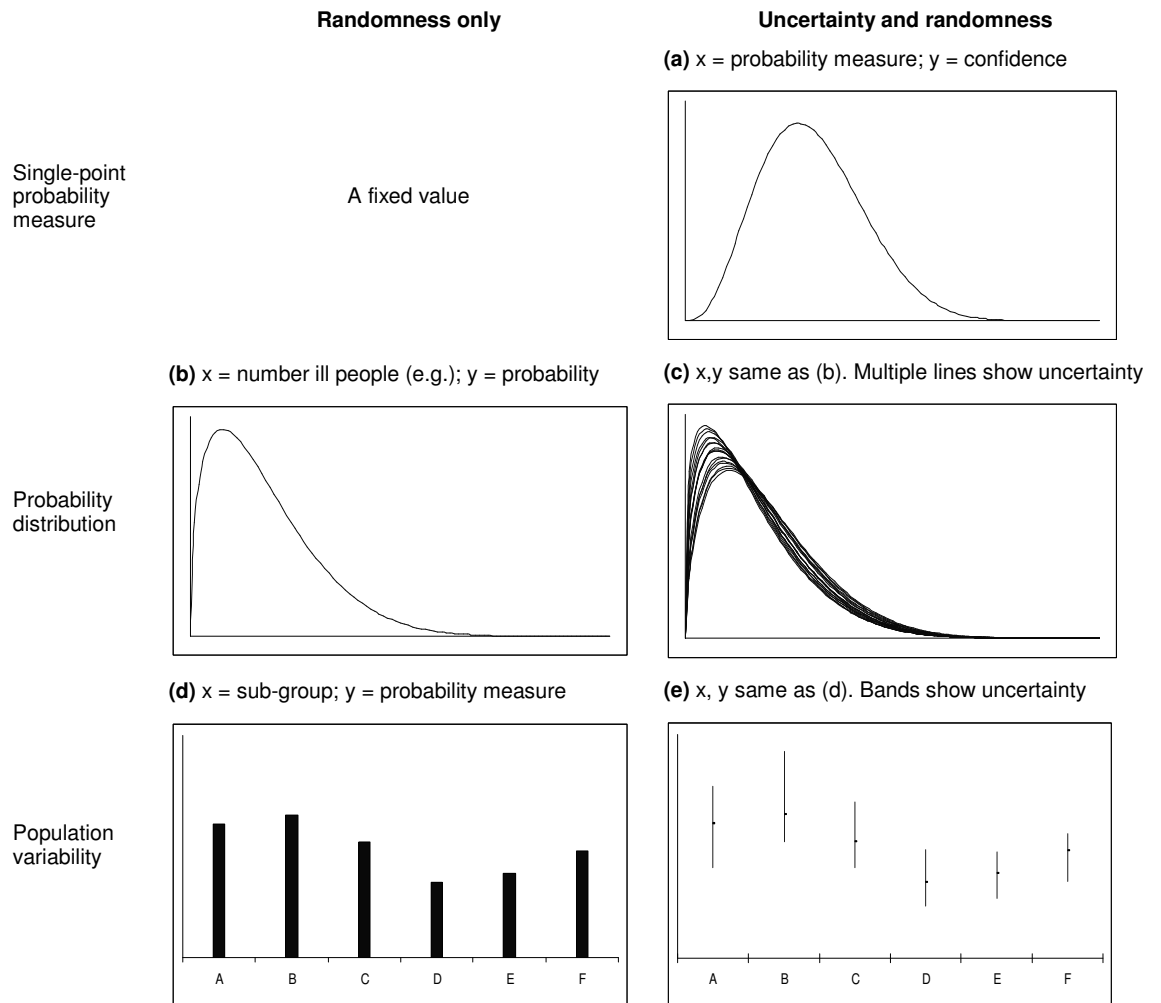 Randomness only
Uncertainty and randomness
(a) x = probability measure; y = confidence
Single-point
probability
measure
A fixed value
(b) x = number ill people (e.g.); y = probability
(c) x,y same as (b). Multiple lines show uncertainty
Probability
distribution
(d) x = sub-group; y = probability measure
(e) x, y same as (d). Bands show uncertainty
Population
variability
A B C D E F
A B C D E F